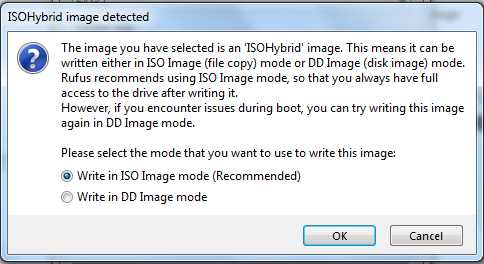 ISOHybrid image detected
The image you have selected is an 'ISOHybrid' image. This means it can be
written either in ISO Image (file copy) mode or DD Image (disk image) mode.
Rufus recommends using ISO Image mode, so that you always have full
access to the drive after writing it.
However, if you encounter issues during boot, you can try writing this image
again in DD Image mode.
Please select the mode that you want to use to write this image:
Write in ISO Image mode (Recommended)
Write in DD Image mode
OK
Cancel